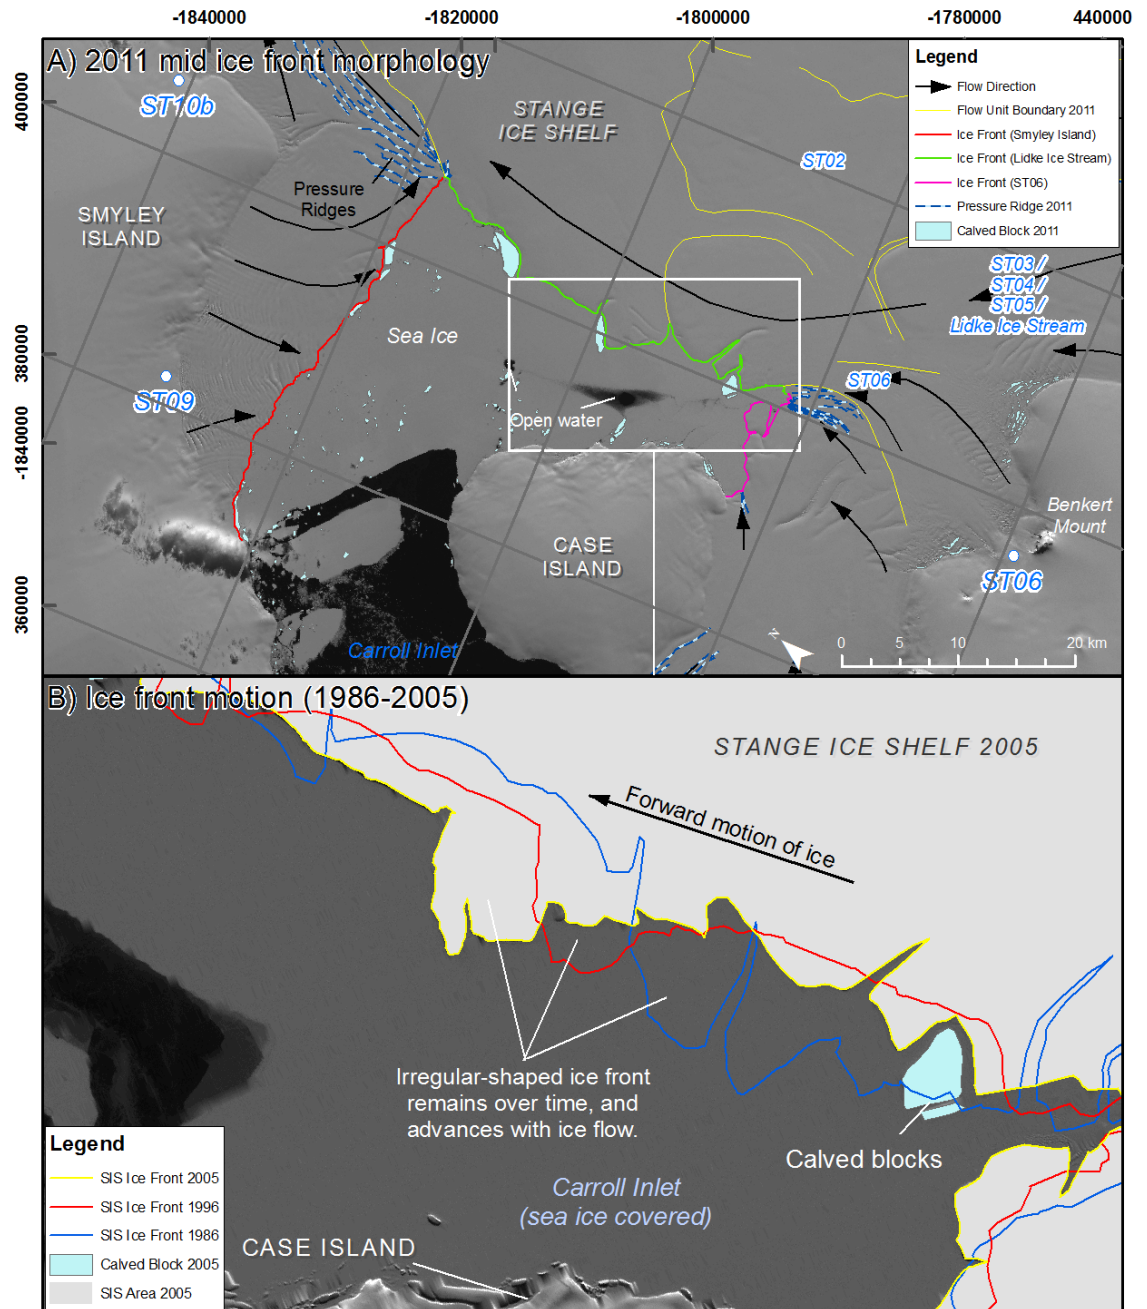 -1840000
-1820000
-1800000
-1780000
440000
A) 2011 mid ice front morphology
ST10b
STANGE
ICE SHELF
ST02
Legend
Flow Direction
Flow Unit Boundary 2011
Ice Front (Smyley Island)
Ice Front (Lidke Ice Stream)
Ice Front (ST06)
Pressure Ridge 2011
Calved Block 2011
400000
Pressure
Ridges
SMYLEY
ISLAND
ST03 /
ST04 /
ST05 /
Lidke Ice Stream
Sea Ice
380000
ST09
ST06
Open water
-1840000
Benkert
Mount
CASE
ISLAND
ST06
360000
Carroll Inlet
N
0
5
10
20 km
B) Ice front motion (1986-2005)
STANGE ICE SHELF 2005
Forward motion of ice
Irregular-shaped ice front
remains over time, and
advances with ice flow.
Calved blocks
Carroll Inlet
(sea ice covered)
CASE ISLAND
Legend
SIS Ice Front 2005
SIS Ice Front 1996
SIS Ice Front 1986
Calved Block 2005
SIS Area 2005